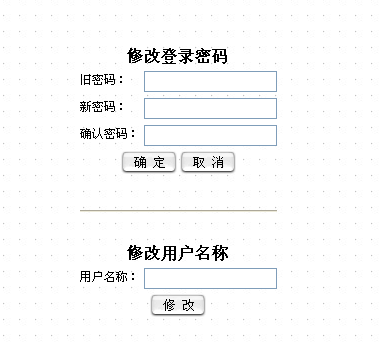 修改登录密码
旧密码：
新密码：
确认密码：
确 定 取 消
修改用户名称
用户名称：
修 改